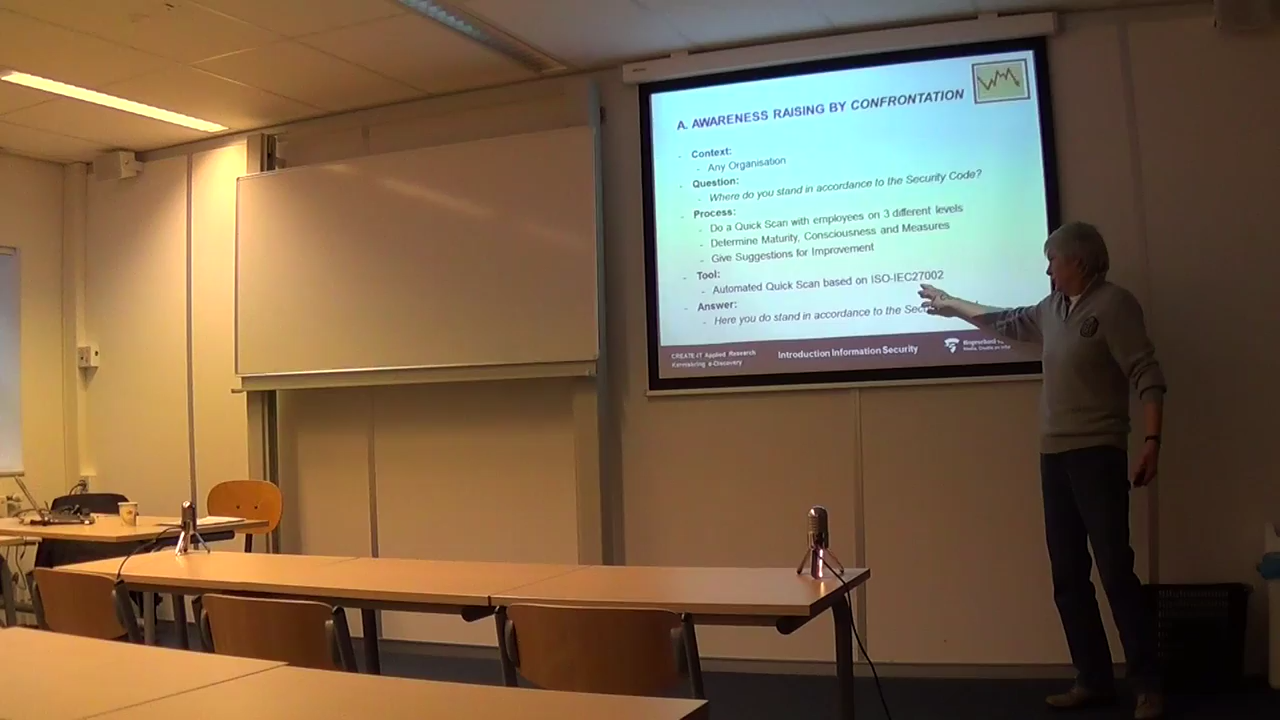 A. AWARENESS RAISING BY CONFRONTATION
- Context:
- Any Organisation
- Question:
- Where do you stand in accordance to the Security Code?
- Process:
- Do a Quick Scan with employees on 3 different levels
- Determine Maturity, Consciousness and Measures
- Give Suggestions for Improvement
- Tool:
- Automated Quick Scan based on ISO-IEC27002
- Answer:
- Here you do stand in accordance to the
CREATE-IT Applied Research
Introduction Information Security